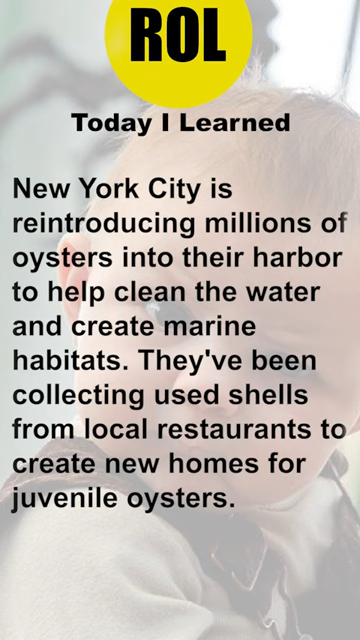 ROL
Today I Learned
New York City is
reintroducing millions of
oysters into their harbor
to help clean the water
and create marine
habitats. They've been
collecting used shells
from local restaurants to
create new homes for
juvenile oysters.